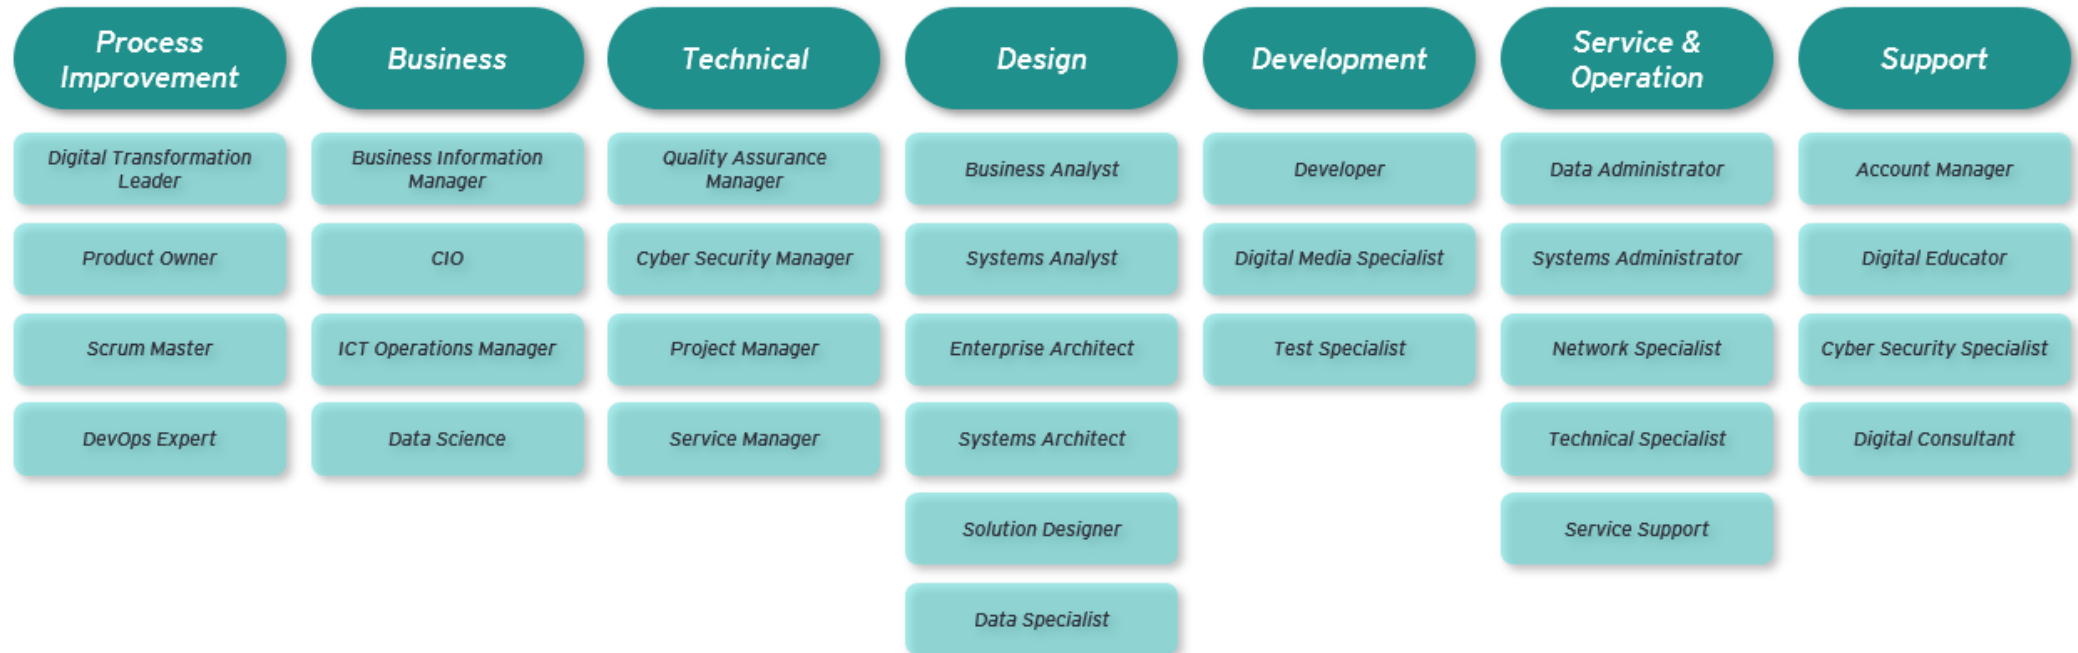 Process
Improvement
Digital Transformation
Leader
Product Owner
Scrum Master
DevOps Expert
Business
Business Information
Manager
CIO
ICT Operations Manager
Data Science
Technical
Quality Assurance
Manager
Cyber Security Manager
Project Manager
Service Manager
Design
Business Analyst
Systems Analyst
Enterprise Architect
Systems Architect
Solution Designer
Data Specialist
Development
Developer
Digital Media Specialist
Test Specialist
Service &
Operation
Data Administrator
Systems Administrator
Network Specialist
Technical Specialist
Service Support
Support
Account Manager
Digital Educator
Cyber Security Specialist
Digital Consultant